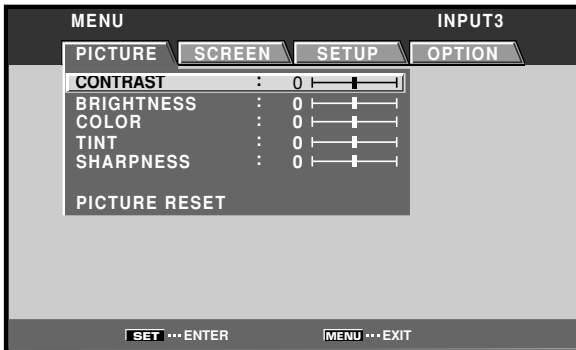 MENU INPUT3
PICTURE SCREEN SETUP OPTION
CONTRAST : 0
BRIGHTNESS : 0
COLOR : 0
TINT : 0
SHARPNESS : 0
PICTURE RESET
SET ··· ENTER MENU ··· EXIT